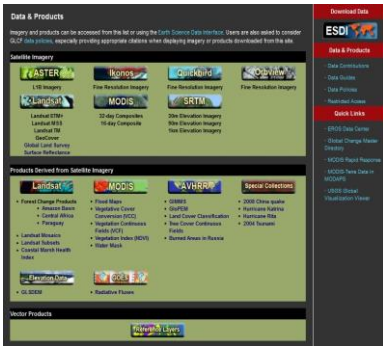 Data & Products
Imagery and products can be accessed from this list or using the Earth Science Data Interface. Users are also asked to consider
GLCF data policies, especially providing appropriate citations when displaying imagery or products downloaded from this site.
Satellite Imagery
ASTER
Ikonos
Quickbird
OrbView
L1B Imagery
Fine Resolution Imagery
Fine Resolution Imagery
Fine Resolution Imagery
Landsat
MODIS
SRTM
Landsat ETM+
Landsat MSS
Landsat TM
GeoCover
Global Land Survey
Surface Reflectance
32-day Composites
16-day Composite
30m Elevation Imagery
90m Elevation Imagery
1km Elevation Imagery
Products Derived from Satellite Imagery
Landsat
MODIS
AVHRR
Special Collections
Forest Change Products
Amazon Basin
Central Africa
Paraguay
Landsat Mosaics
Landsat Subsets
Coastal Marsh Health
Index
Flood Maps
Vegetative Cover
Conversion (VCC)
Vegetation Continuous
Fields (VCF)
Vegetation Index (NDVI)
Water Mask
GIMMS
GloPEM
Land Cover Classification
Tree Cover Continuous
Fields
Burned Areas in Russia
2008 China quake
Hurricane Katrina
Hurricane Rita
2004 Tsunami
Elevation Data
GOES
GLSDEM
Radiative Fluxes
Vector Products
Reference Layers
Download Data
ESDI
Data & Products
Data Contributions
Data Guides
Data Policies
Restricted Access
Quick Links
EROS Data Center
Global Change Master
Directory
MODIS Rapid Response
MODIS Terra Data in
USGS Global
Visualization Viewer